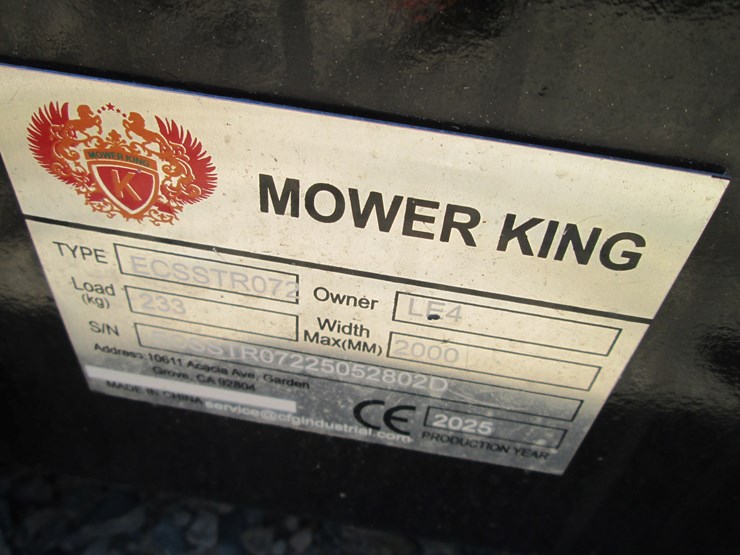 MOWER KING
K
MOWER KING
TYPE ECSSTR072 Owner LE4
Load (kg) 233 Width Max(MM) 2000
S/N ECSSTR07225052802D
Address:10611 Acacia Ave, Garden
Grove, CA 92804
MADE IN CHINA
service@cfgindustrial.com
CE 2025
PRODUCTION YEAR